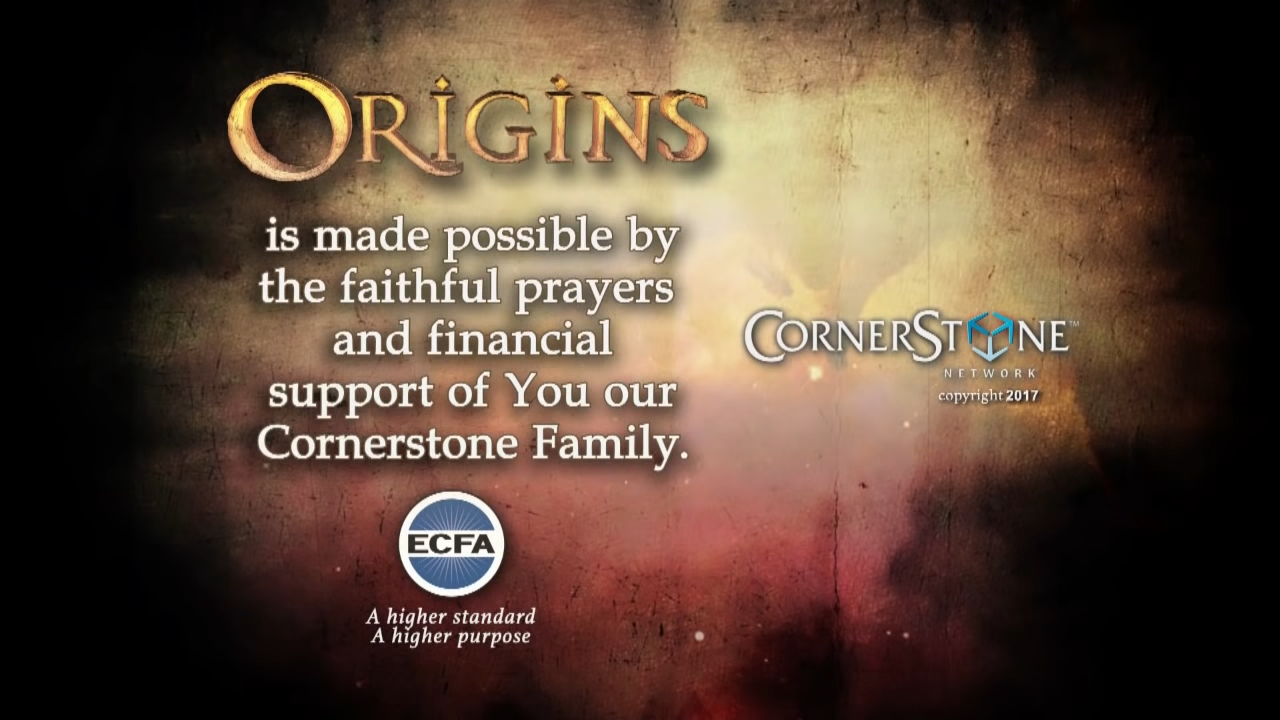 ORIGINS
is made possible by
the faithful prayers
and financial
support of You our
Cornerstone Family.
ECFA
A higher standard
A higher purpose
CORNERSTONE™
NETWORK
copyright 2017